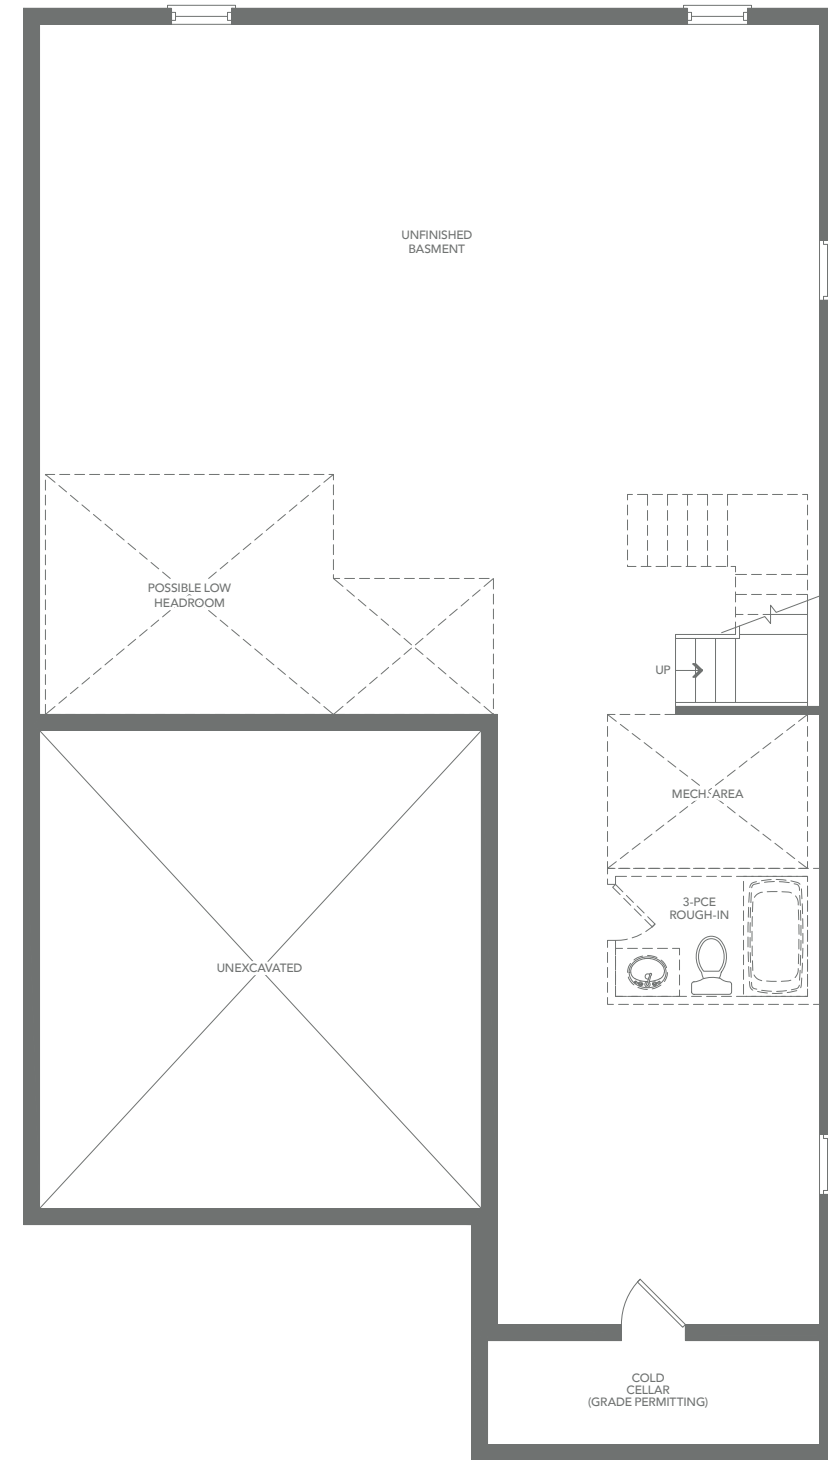 UNFINISHED
BASMENT
POSSIBLE LOW
HEADROOM
UP
MECH. AREA
3-PCE
ROUGH-IN
UNEXCAVATED
COLD
CELLAR
(GRADE PERMITTING)